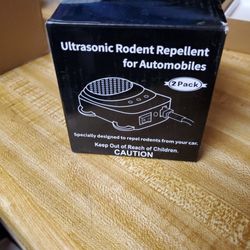 Ultrasonic Rodent Repellent
for Automobiles
2 Pack
Specially designed to repel rodents from your car.
Keep Out of Reach of Children.
CAUTION